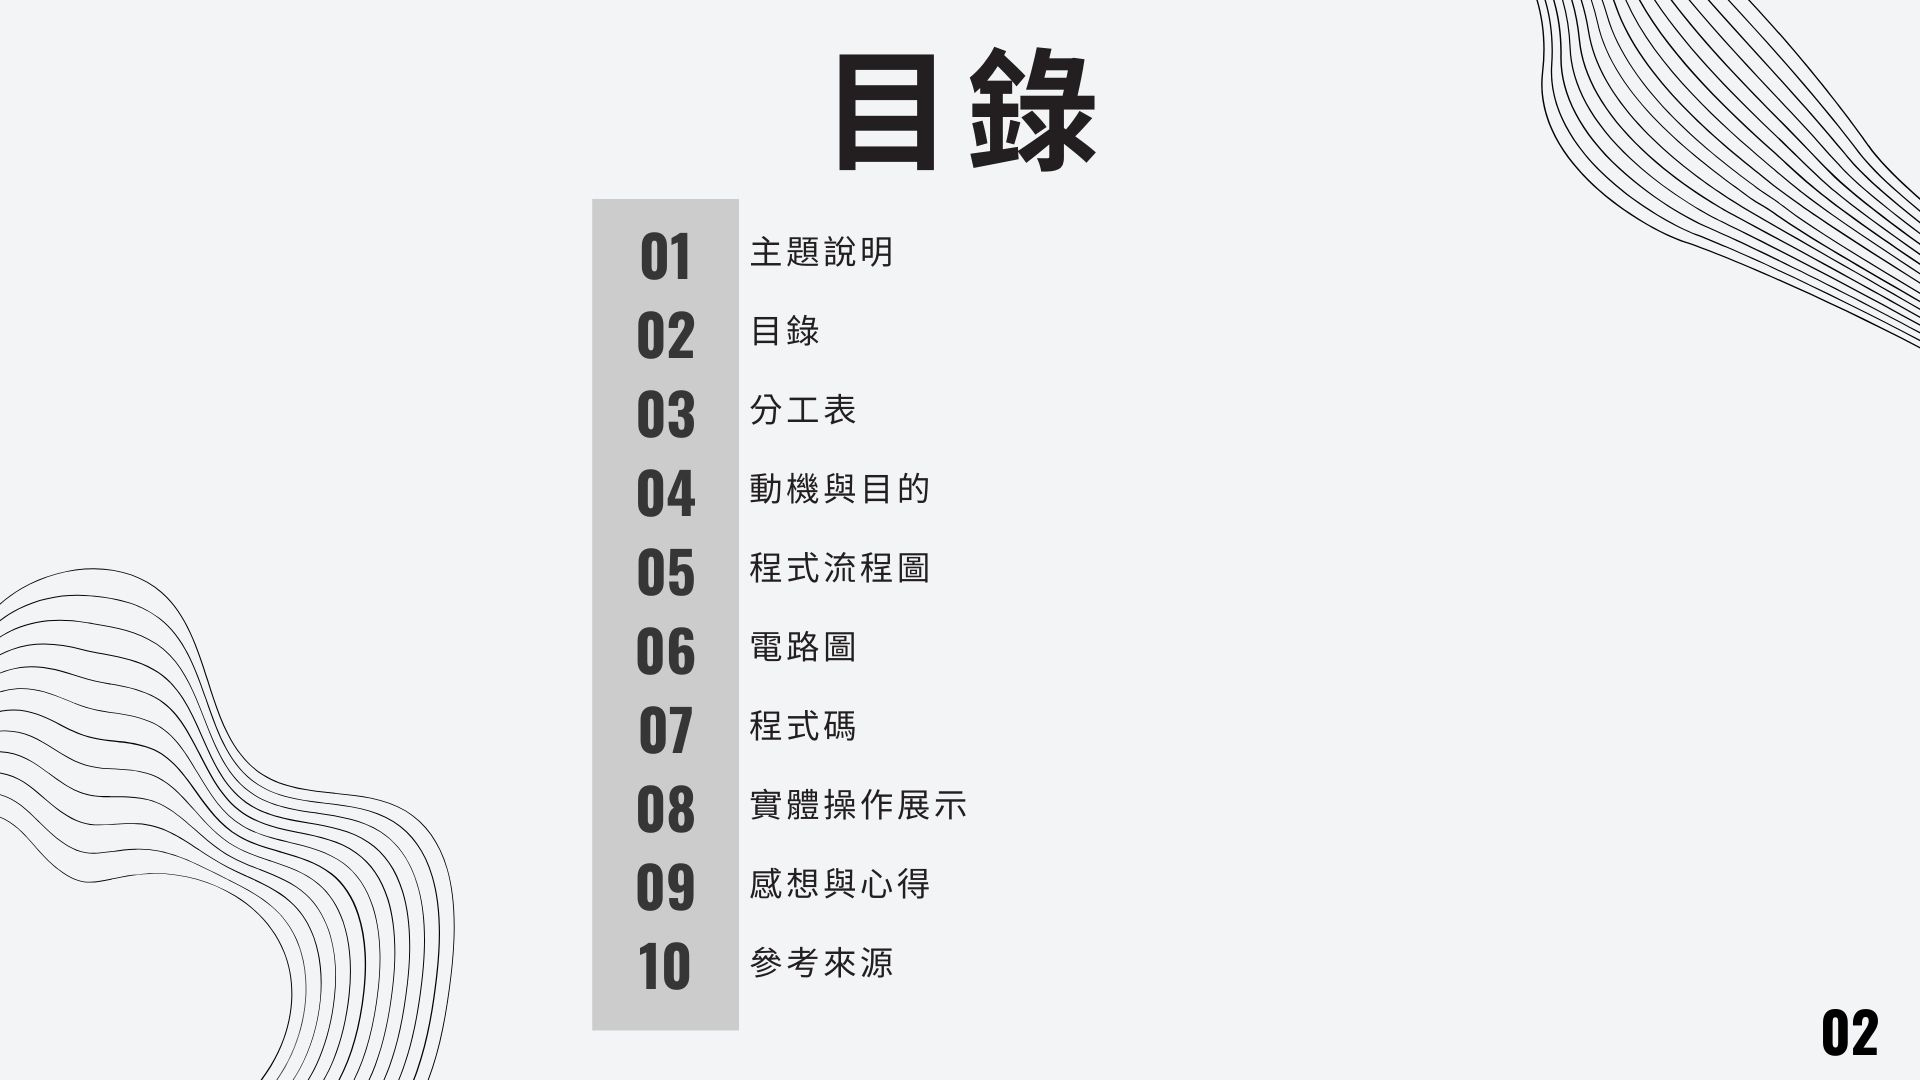 目錄
01 主題說明
02 目錄
03 分工表
04 動機與目的
05 程式流程圖
06 電路圖
07 程式碼
08 實體操作展示
09 感想與心得
10 參考來源
02